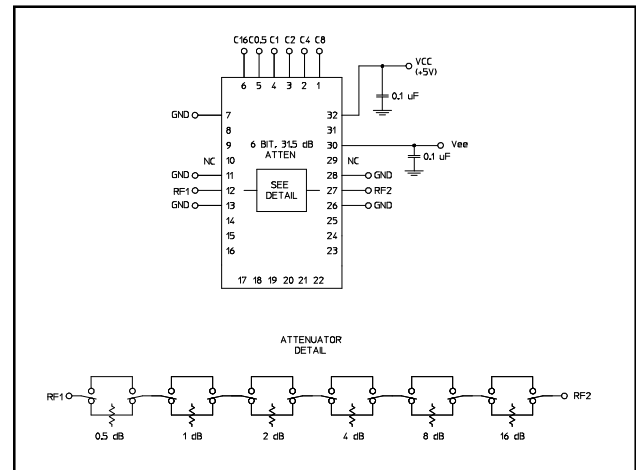 C16 C0.5 C1 C2 C4 C8
6 5 4 3 2 1
VCC
(+5V)
0.1 uF
GND 7 32
8 31
9 30 Vee
6 BIT, 31.5 dB
ATTEN
0.1 uF
NC 10 29 NC
GND 11 28 GND
RF1 12 27 RF2
SEE
DETAIL
GND 13 26 GND
14 25
15 24
16 23
17 18 19 20 21 22
ATTENUATOR
DETAIL
RF1 RF2
0.5 dB 1 dB 2 dB 4 dB 8 dB 16 dB